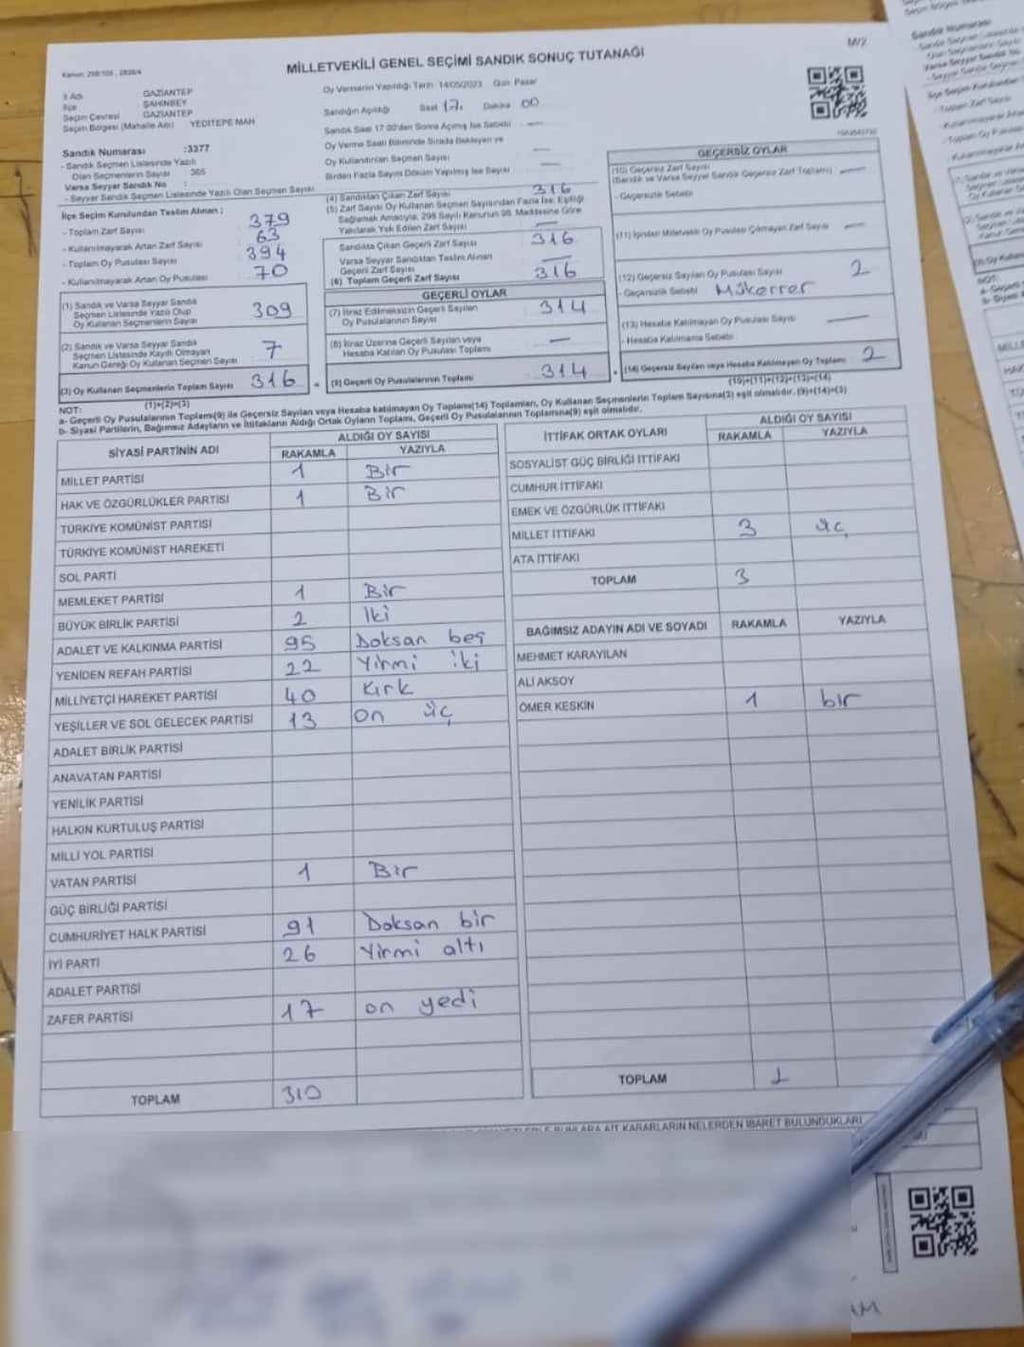 MİLLETVEKİLİ GENEL SEÇİMİ SANDIK SONUÇ TUTANAĞI
M/2
İl Adı GAZİANTEP
İlçe ŞAHİNBEY
Seçim Çevresi GAZİANTEP
Seçim Bölgesi (Mahalle Adı) YEDİTEPE MAH
Sandık Numarası :3377
- Sandık Seçmen Listesinde Yazılı
Olan Seçmenlerin Sayısı
Varsa Seyyar Sandık No :
- Seyyar Sandık Seçmen Listesinde Yazılı Olan Seçmen Sayısı
İlçe Seçim Kurulundan Teslim Alınan ;
- Toplam Zarf Sayısı 379
- Kullanılmayarak Artan Zarf Sayısı 63
- Toplam Oy Pusulası Sayısı 394
- Kullanılmayarak Artan Oy Pusulası 70
(1) Sandık ve Varsa Seyyar Sandık
Seçmen Listesinde Yazılı Olup
Oy Kullanan Seçmenlerin Sayısı 309
(2) Sandık ve Varsa Seyyar Sandık
Seçmen Listesinde Kayıtlı Olmayan
Kanun Gereği Oy Kullanan Seçmen Sayısı 7
(3) Oy Kullanan Seçmenlerin Toplam Sayısı 316
(1)+(2)=(3)
Oy Vermenin Yapıldığı Tarih 14/05/2023 Gün Pazar
Sandığın Açıldığı Saat 17. Dakika 00
Sandık Saat 17.00'den Sonra Açılmış İse Sebebi —
Oy Verme Saati Bitiminde Sırada Bekleyen ve
Oy Kullandırılan Seçmen Sayısı —
Birden Fazla Sayım Döküm Yapılmış İse Sayısı —
(4) Sandıktan Çıkan Zarf Sayısı 316
(5) Zarf Sayısı Oy Kullanan Seçmen Sayısından Fazla İse, Eşitliği
Sağlamak Amacıyla, 298 Sayılı Kanunun 98. Maddesine Göre
Yakılarak Yok Edilen Zarf Sayısı —
Sandıkta Çıkan Geçerli Zarf Sayısı 316
Varsa Seyyar Sandıktan Teslim Alınan
Geçerli Zarf Sayısı —
(6) Toplam Geçerli Zarf Sayısı 316
GEÇERLİ OYLAR
(7) İtiraz Edilmeksizin Geçerli Sayılan
Oy Pusulalarının Sayısı 314
(8) İtiraz Üzerine Geçerli Sayılan veya
Hesaba Katılan Oy Pusulası Toplamı —
= (9) Geçerli Oy Pusulalarının Toplamı 314
GEÇERSİZ OYLAR
(10) Geçersiz Zarf Sayısı
(Sandık ve Varsa Seyyar Sandık Geçersiz Zarf Toplamı) —
- Geçersizlik Sebebi
(11) İçinden Milletvekili Oy Pusulası Çıkmayan Zarf Sayısı —
(12) Geçersiz Sayılan Oy Pusulası Sayısı 2
- Geçersizlik Sebebi Mükerrer
(13) Hesaba Katılmayan Oy Pusulası Sayısı —
- Hesaba Katılmama Sebebi
+ (14) Geçersiz Sayılan veya Hesaba Katılmayan Oy Toplamı 2
(10)+(11)+(12)+(13)=(14)
NOT:
a- Geçerli Oy Pusulaları Toplamı(9) ile Geçersiz Sayılan veya Hesaba katılmayan Oy Toplamı(14) Toplamları, Oy Kullanan Seçmenlerin Toplam Sayısına(3) eşit olmalıdır. (9)+(14)=(3)
b- Siyasi Partilerin, Bağımsız Adayların ve İttifakların Aldığı Ortak Oyların Toplamı, Geçerli Oy Pusulalarının Toplamına(9) eşit olmalıdır.
SİYASİ PARTİNİN ADI ALDIĞI OY SAYISI
RAKAMLA YAZIYLA
MİLLET PARTİSİ 1 Bir
HAK VE ÖZGÜRLÜKLER PARTİSİ 1 Bir
TÜRKİYE KOMÜNİST PARTİSİ
TÜRKİYE KOMÜNİST HAREKETİ
SOL PARTİ
MEMLEKET PARTİSİ 1 Bir
BÜYÜK BİRLİK PARTİSİ 2 İki
ADALET VE KALKINMA PARTİSİ 95 Doksan beş
YENİDEN REFAH PARTİSİ 22 Yirmi iki
MİLLİYETÇİ HAREKET PARTİSİ 40 Kırk
YEŞİLLER VE SOL GELECEK PARTİSİ 13 on üç
ADALET BİRLİK PARTİSİ
ANAVATAN PARTİSİ
YENİLİK PARTİSİ
HALKIN KURTULUŞ PARTİSİ
MİLLİ YOL PARTİSİ
VATAN PARTİSİ 1 Bir
GÜÇ BİRLİĞİ PARTİSİ
CUMHURİYET HALK PARTİSİ 91 Doksan bir
İYİ PARTİ 26 Yirmi altı
ADALET PARTİSİ
ZAFER PARTİSİ 17 on yedi
TOPLAM 310
İTTİFAK ORTAK OYLARI ALDIĞI OY SAYISI
RAKAMLA YAZIYLA
SOSYALİST GÜÇ BİRLİĞİ İTTİFAKI
CUMHUR İTTİFAKI
EMEK VE ÖZGÜRLÜK İTTİFAKI
MİLLET İTTİFAKI 3 üç
ATA İTTİFAKI
TOPLAM 3
BAĞIMSIZ ADAYIN ADI VE SOYADI RAKAMLA YAZIYLA
MEHMET KARAYILAN
ALİ AKSOY
ÖMER KESKİN 1 bir
TOPLAM 1
KARARLARIN NELERDEN İBARET BULUNDUKLARI